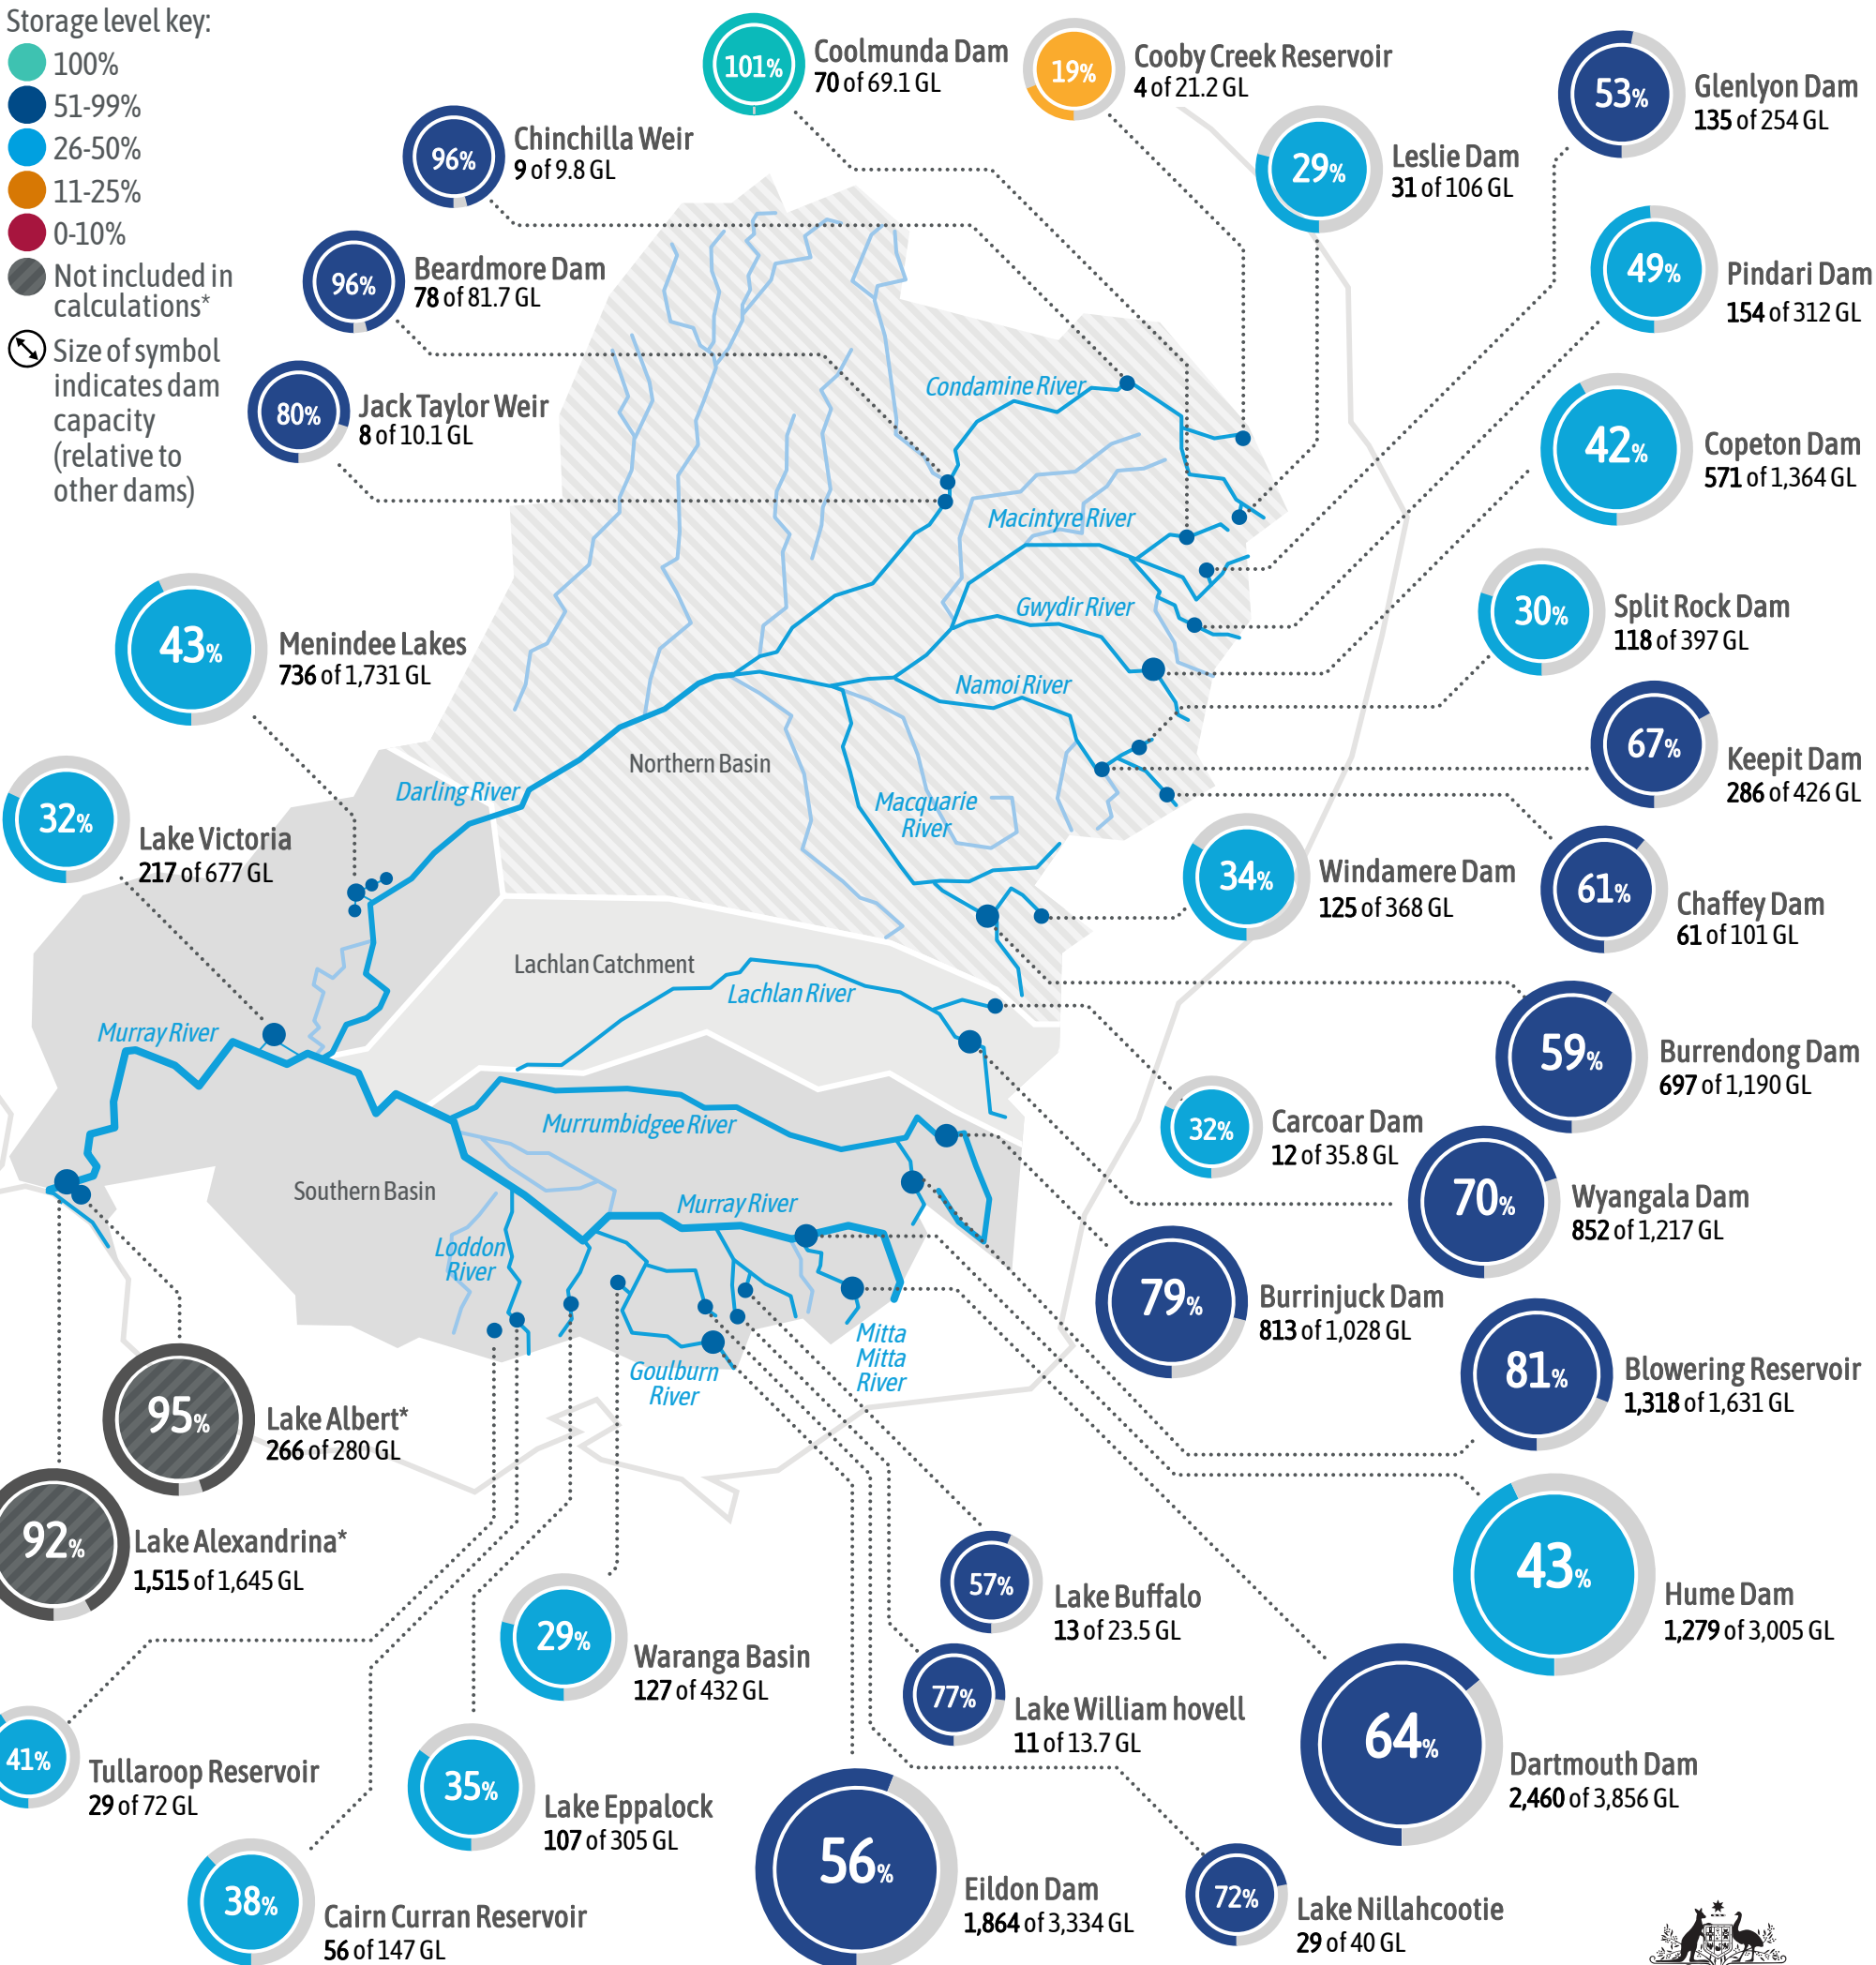 Storage level key:
100%
51-99%
26-50%
11-25%
0-10%
Not included in
calculations*
Size of symbol
indicates dam
capacity
(relative to
other dams)
101%
Coolmunda Dam
70 of 69.1 GL
19%
Cooby Creek Reservoir
4 of 21.2 GL
53%
Glenlyon Dam
135 of 254 GL
96%
Chinchilla Weir
9 of 9.8 GL
29%
Leslie Dam
31 of 106 GL
96%
Beardmore Dam
78 of 81.7 GL
49%
Pindari Dam
154 of 312 GL
80%
Jack Taylor Weir
8 of 10.1 GL
42%
Copeton Dam
571 of 1,364 GL
Condamine River
Macintyre River
Gwydir River
Namoi River
43%
Menindee Lakes
736 of 1,731 GL
30%
Split Rock Dam
118 of 397 GL
67%
Keepit Dam
286 of 426 GL
Northern Basin
Darling River
Macquarie
River
32%
Lake Victoria
217 of 677 GL
34%
Windamere Dam
125 of 368 GL
61%
Chaffey Dam
61 of 101 GL
Lachlan Catchment
Lachlan River
Murray River
59%
Burrendong Dam
697 of 1,190 GL
32%
Carcoar Dam
12 of 35.8 GL
Murrumbidgee River
70%
Wyangala Dam
852 of 1,217 GL
Southern Basin
Murray River
Loddon
River
79%
Burrinjuck Dam
813 of 1,028 GL
Mitta
Mitta
River
Goulburn
River
81%
Blowering Reservoir
1,318 of 1,631 GL
95%
Lake Albert*
266 of 280 GL
92%
Lake Alexandrina*
1,515 of 1,645 GL
43%
Hume Dam
1,279 of 3,005 GL
57%
Lake Buffalo
13 of 23.5 GL
29%
Waranga Basin
127 of 432 GL
77%
Lake William hovell
11 of 13.7 GL
64%
Dartmouth Dam
2,460 of 3,856 GL
41%
Tullaroop Reservoir
29 of 72 GL
35%
Lake Eppalock
107 of 305 GL
56%
Eildon Dam
1,864 of 3,334 GL
72%
Lake Nillahcootie
29 of 40 GL
38%
Cairn Curran Reservoir
56 of 147 GL